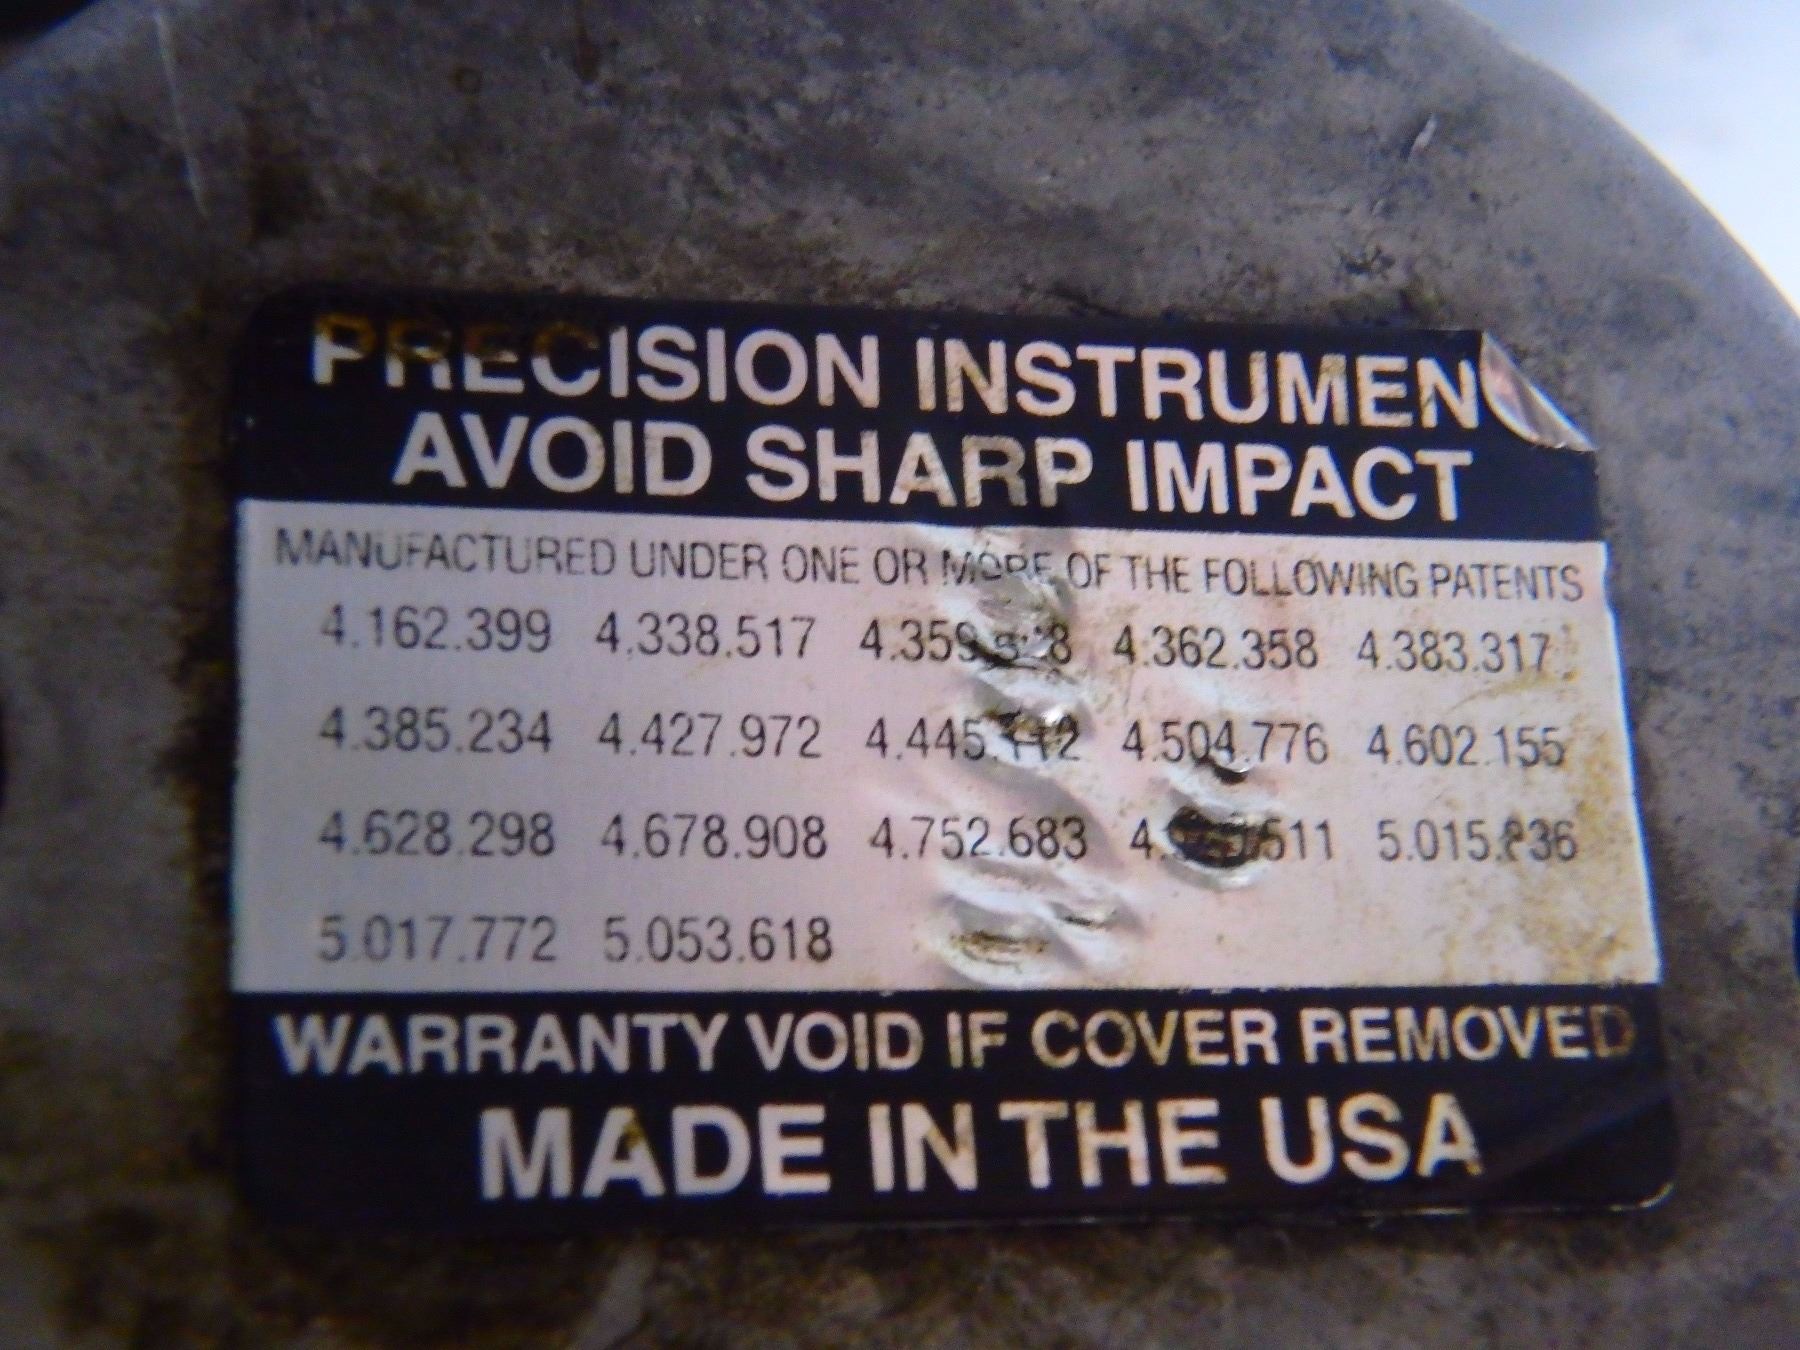 PRECISION INSTRUMEN
AVOID SHARP IMPACT
MANUFACTURED UNDER ONE OR MORE OF THE FOLLOWING PATENTS
4.162.399 4.338.517 4.362.358 4.383.317
4.385.234 4.427.972 4.504.776 4.602.155
4.628.298 4.678.908 4.752.683
5.017.772 5.053.618
WARRANTY VOID IF COVER REMOVED
MADE IN THE USA